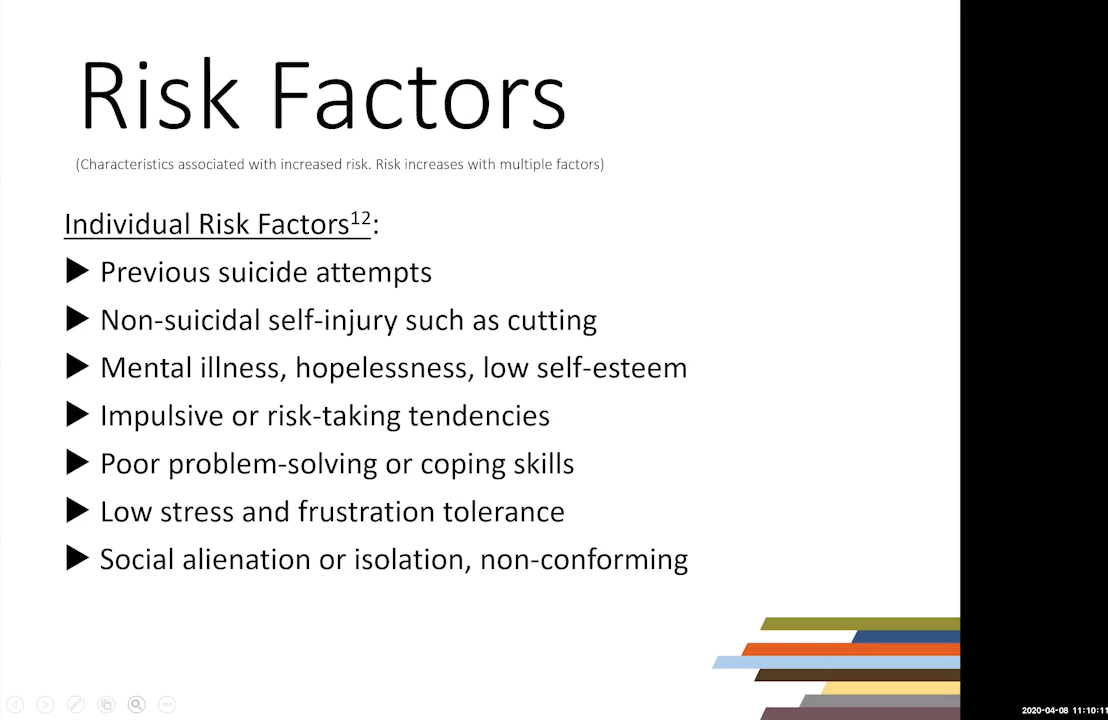 Risk Factors
(Characteristics associated with increased risk. Risk increases with multiple factors)
Individual Risk Factors12:
▶ Previous suicide attempts
▶ Non-suicidal self-injury such as cutting
▶ Mental illness, hopelessness, low self-esteem
▶ Impulsive or risk-taking tendencies
▶ Poor problem-solving or coping skills
▶ Low stress and frustration tolerance
▶ Social alienation or isolation, non-conforming
2020-04-08 11:10:11